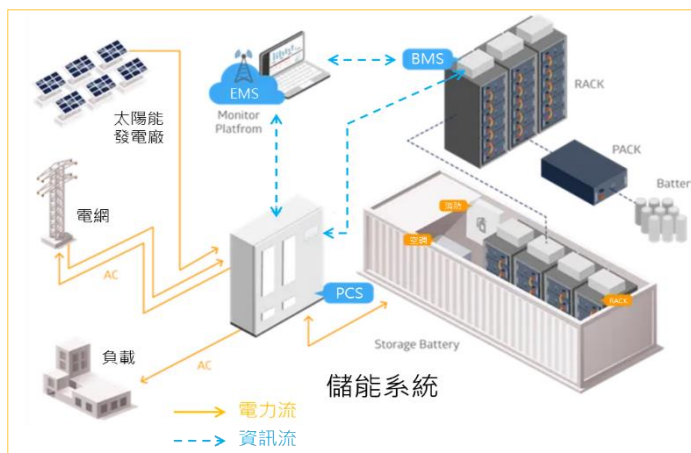 太陽能
發電廠
EMS
Monitor
Platfrom
BMS
RACK
PACK
Batter
電網
AC
消防
空調
RACK
PCS
負載
AC
Storage Battery
儲能系統
電力流
資訊流